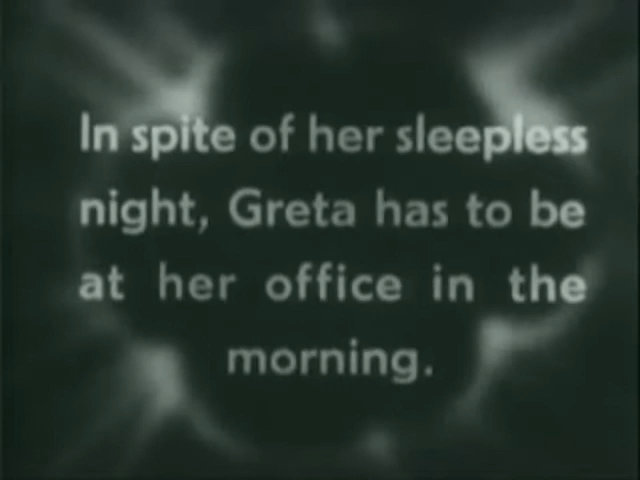 In spite of her sleepless
night, Greta has to be
at her office in the
morning.